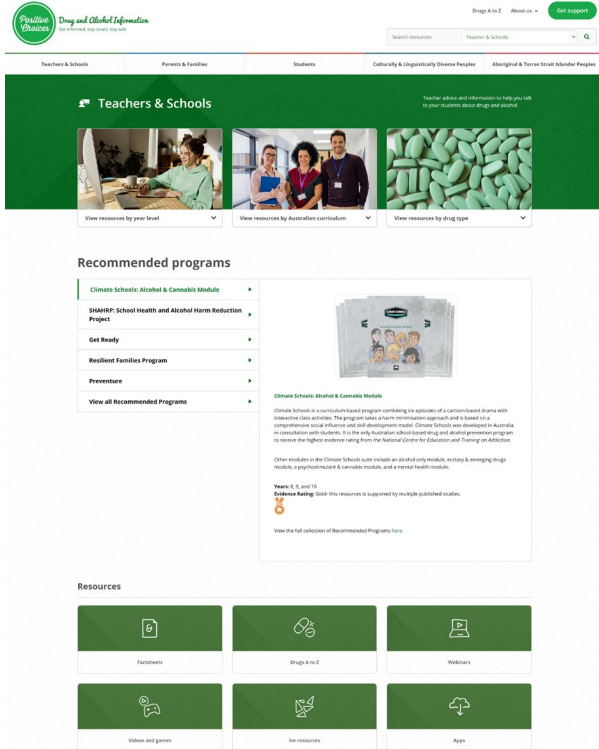 Drugs A to Z
About us
Get support
Positive Choices
Drug and Alcohol Information
Get informed, stay smart, stay safe
Search resources
Teacher & Schools
Teachers & Schools
Parents & Families
Students
Culturally & Linguistically Diverse Peoples
Aboriginal & Torres Strait Islander Peoples
Teachers & Schools
Teacher advice and information to help you talk
to your students about drugs and alcohol
View resources by year level
View resources by Australian curriculum
View resources by drug type
Recommended programs
Climate Schools: Alcohol & Cannabis Module
SHAHRP: School Health and Alcohol Harm Reduction
Project
Get Ready
Resilient Families Program
Preventure
View all Recommended Programs
CLIMATE SCHOOLS
Climate Schools: Alcohol & Cannabis Module
Climate Schools is a curriculum-based program combining six episodes of a cartoon-based drama with
interactive class activities. The program takes a harm minimisation approach and is based on a
comprehensive social influence and skill development model. Climate Schools was developed in Australia
in consultation with students. It is the only Australian school-based drug and alcohol prevention program
to receive the highest evidence rating from the National Centre for Education and Training on Addiction.
Other modules in the Climate Schools suite include an alcohol only module, ecstasy & emerging drugs
module, a psychostimulant & cannabis module, and a mental health module.
Years: 8, 9, and 10
Evidence Rating: Gold- this resources is supported by multiple published studies.
View the full collection of Recommended Programs here.
Resources
Factsheets
Drugs A to Z
Webinars
Videos and games
Ice resources
Apps